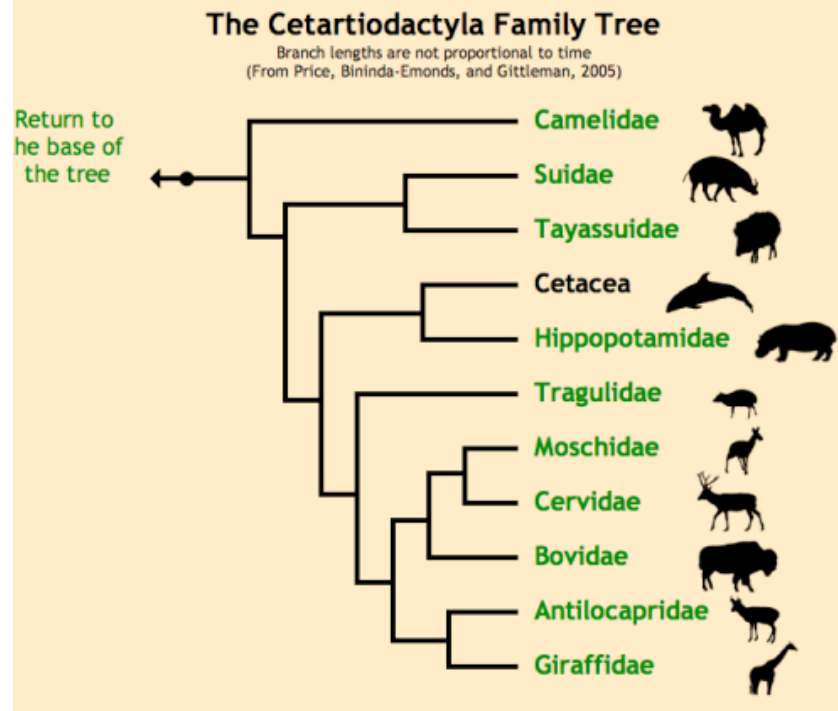 The Cetartiodactyla Family Tree
Branch lengths are not proportional to time
(From Price, Bininda-Emonds, and Gittleman, 2005)
Return to
he base of
the tree
Camelidae
Suidae
Tayassuidae
Cetacea
Hippopotamidae
Tragulidae
Moschidae
Cervidae
Bovidae
Antilocapridae
Giraffidae